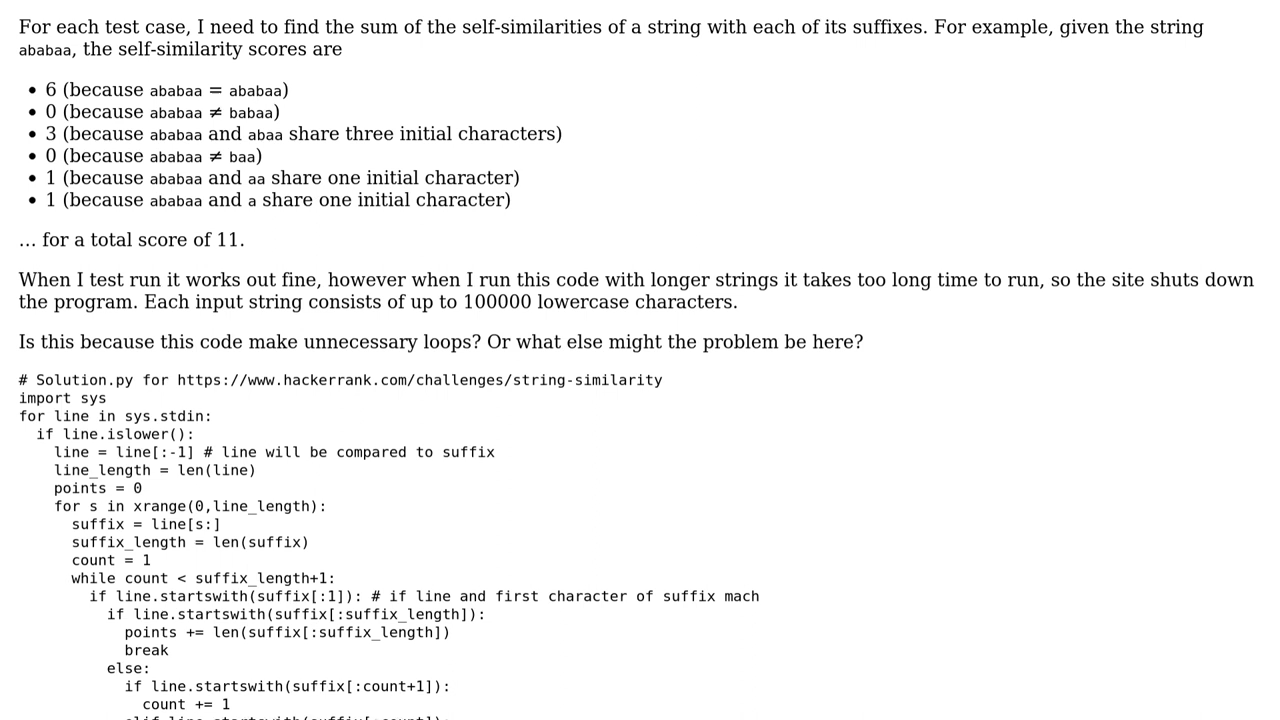 For each test case, I need to find the sum of the self-similarities of a string with each of its suffixes. For example, given the string
ababaa, the self-similarity scores are
• 6 (because ababaa = ababaa)
• 0 (because ababaa ≠ babaa)
• 3 (because ababaa and abaa share three initial characters)
• 0 (because ababaa ≠ baa)
• 1 (because ababaa and aa share one initial character)
• 1 (because ababaa and a share one initial character)
... for a total score of 11.
When I test run it works out fine, however when I run this code with longer strings it takes too long time to run, so the site shuts down
the program. Each input string consists of up to 100000 lowercase characters.
Is this because this code make unnecessary loops? Or what else might the problem be here?
# Solution.py for https://www.hackerrank.com/challenges/string-similarity
import sys
for line in sys.stdin:
  if line.islower():
    line = line[:-1] # line will be compared to suffix
    line_length = len(line)
    points = 0
    for s in xrange(0,line_length):
      suffix = line[s:]
      suffix_length = len(suffix)
      count = 1
      while count < suffix_length+1:
        if line.startswith(suffix[:1]): # if line and first character of suffix mach
          if line.startswith(suffix[:suffix_length]):
            points += len(suffix[:suffix_length])
            break
          else:
            if line.startswith(suffix[:count+1]):
              count += 1